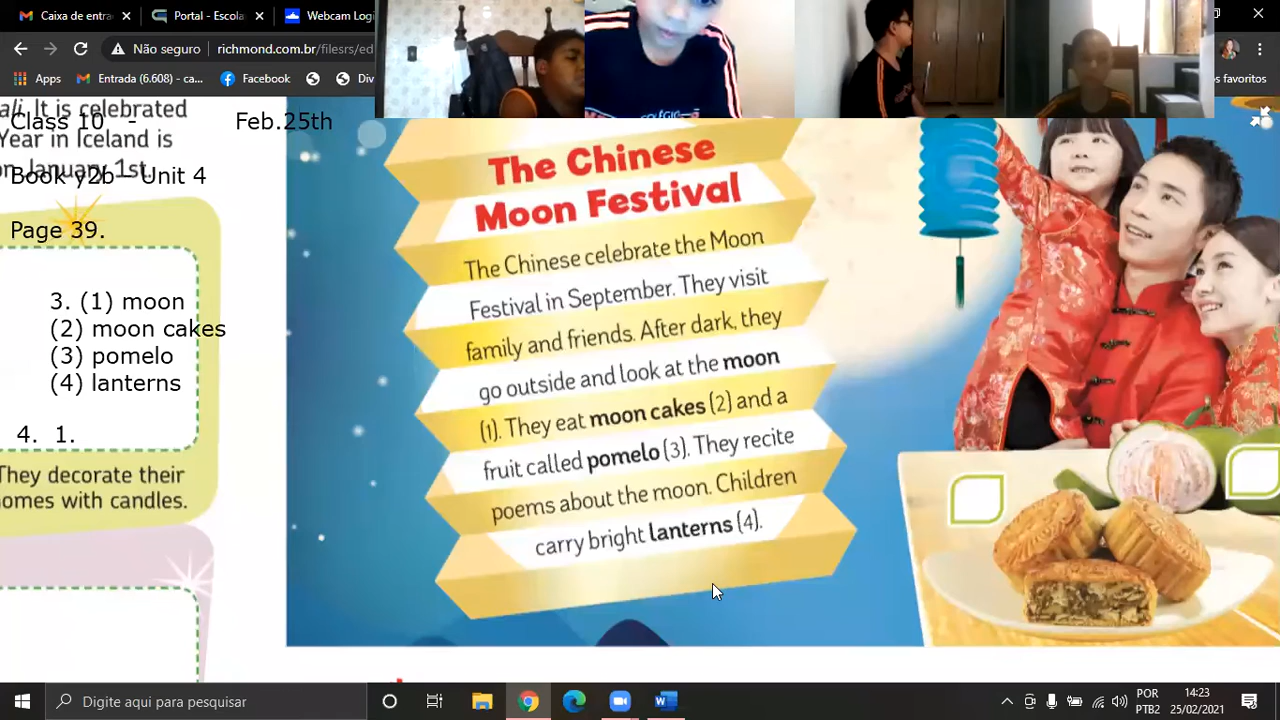 Caixa de entra
Portal - Escola
Webcam Logi
Não seguro
richmond.com.br/filesrs/ed
Apps
Entrada (6.608) - ca...
Facebook
Div
os favoritos
ali. It is celebrated
Class 10 - Feb.25th
Year in Iceland is
on January 1st.
Book y2b - Unit 4
Page 39.
3. (1) moon
(2) moon cakes
(3) pomelo
(4) lanterns
4. 1.
They decorate their
homes with candles.
The Chinese
Moon Festival
The Chinese celebrate the Moon
Festival in September. They visit
family and friends. After dark, they
go outside and look at the moon
(1). They eat moon cakes (2) and a
fruit called pomelo (3). They recite
poems about the moon. Children
carry bright lanterns (4).
COLÉGIO
Digite aqui para pesquisar
POR
PTB2
14:23
25/02/2021